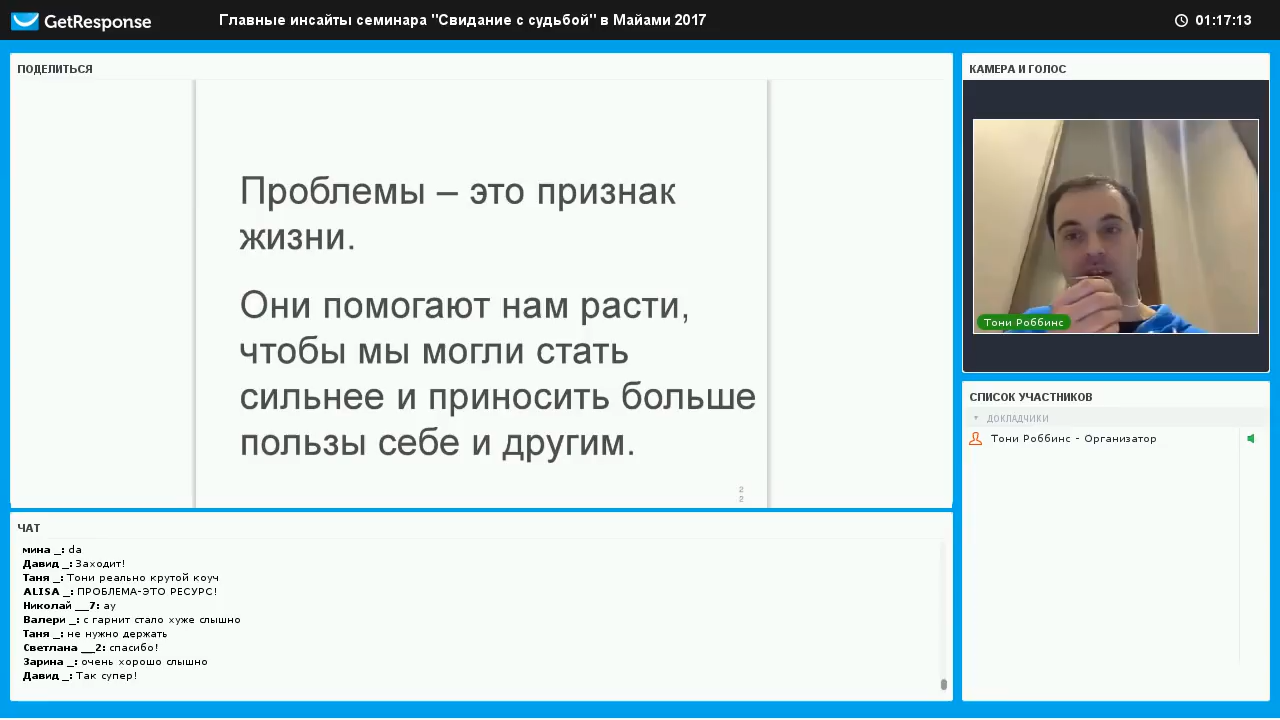 GetResponse
Главные инсайты семинара "Свидание с судьбой" в Майами 2017
01:17:13
ПОДЕЛИТЬСЯ
Проблемы – это признак
жизни.
Они помогают нам расти,
чтобы мы могли стать
сильнее и приносить больше
пользы себе и другим.
2
2
КАМЕРА И ГОЛОС
Тони Роббинс
СПИСОК УЧАСТНИКОВ
ДОКЛАДЧИКИ
Тони Роббинс - Организатор
ЧАТ
мина _: da
Давид _: Заходит!
Таня _: Тони реально крутой коуч
ALISA _: ПРОБЛЕМА-ЭТО РЕСУРС!
Николай __7: ау
Валери _: с гарнит стало хуже слышно
Таня _: не нужно держать
Светлана __2: спасибо!
Зарина _: очень хорошо слышно
Давид _: Так супер!